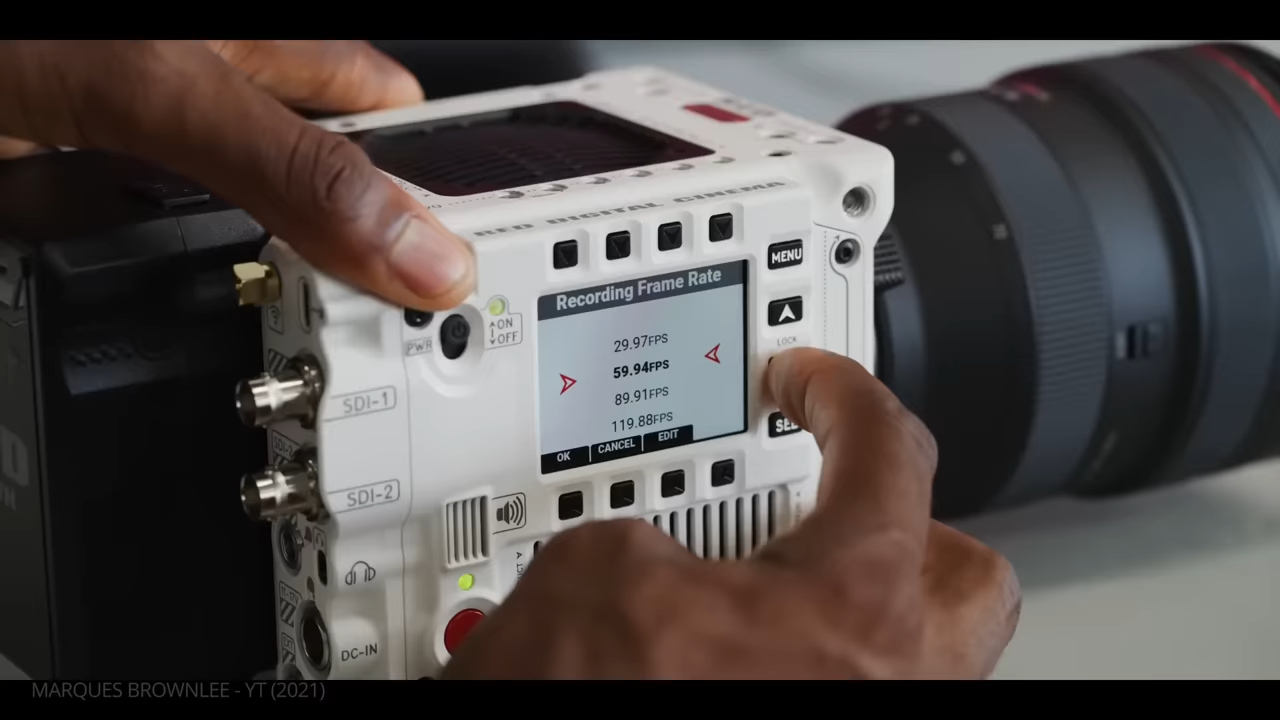 RED DIGITAL CINEMA
MENU
Recording Frame Rate
29.97FPS
59.94FPS
89.91FPS
119.88FPS
OK
CANCEL
EDIT
LOCK
PWR
ON
OFF
SDI-1
SDI-2
DC-IN
MARQUES BROWNLEE - YT (2021)